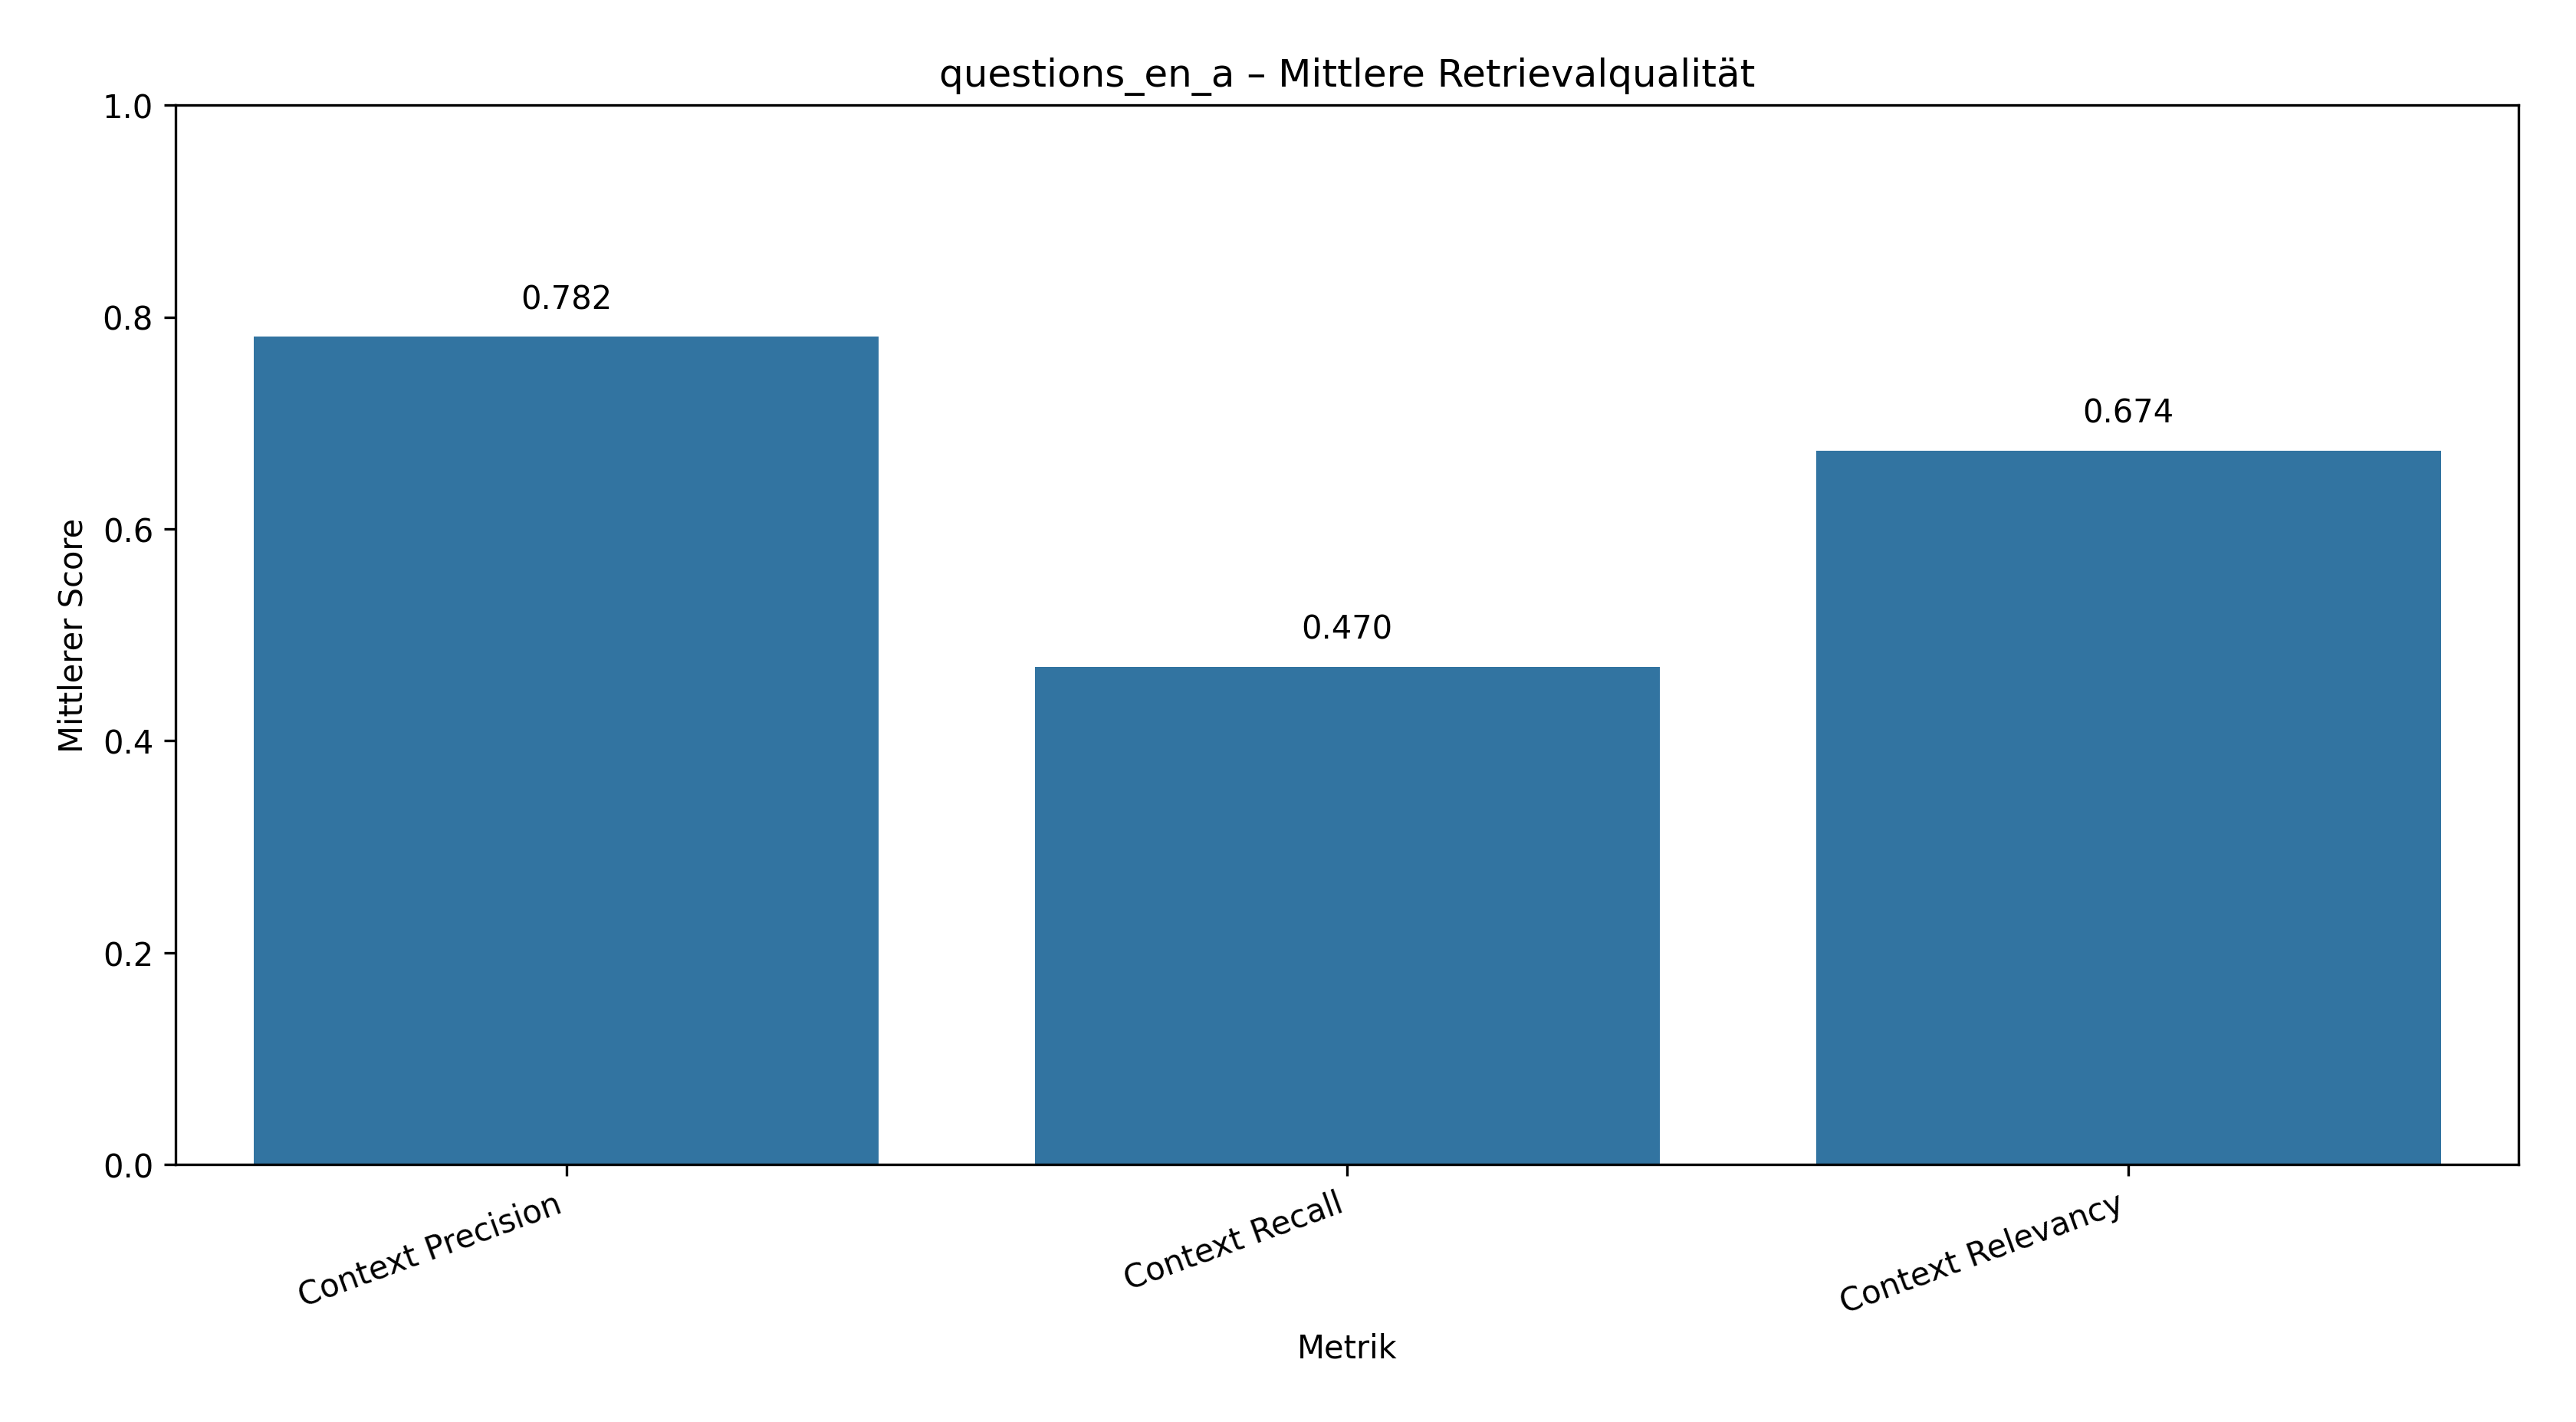 questions_en_a – Mittlere Retrievalqualität
Mittlerer Score
1.0
0.8
0.6
0.4
0.2
0.0
0.782
0.470
0.674
Context Precision
Context Recall
Context Relevancy
Metrik